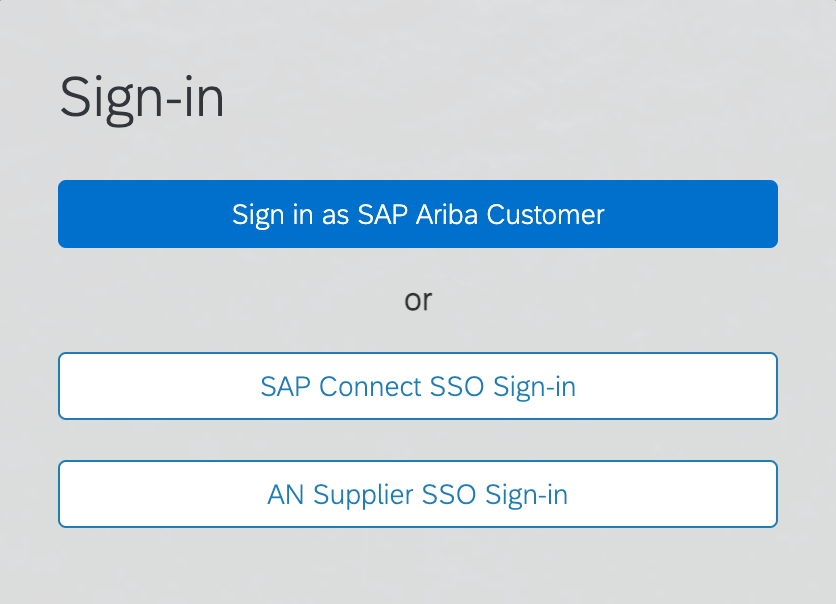 Sign-in
Sign in as SAP Ariba Customer
or
SAP Connect SSO Sign-in
AN Supplier SSO Sign-in